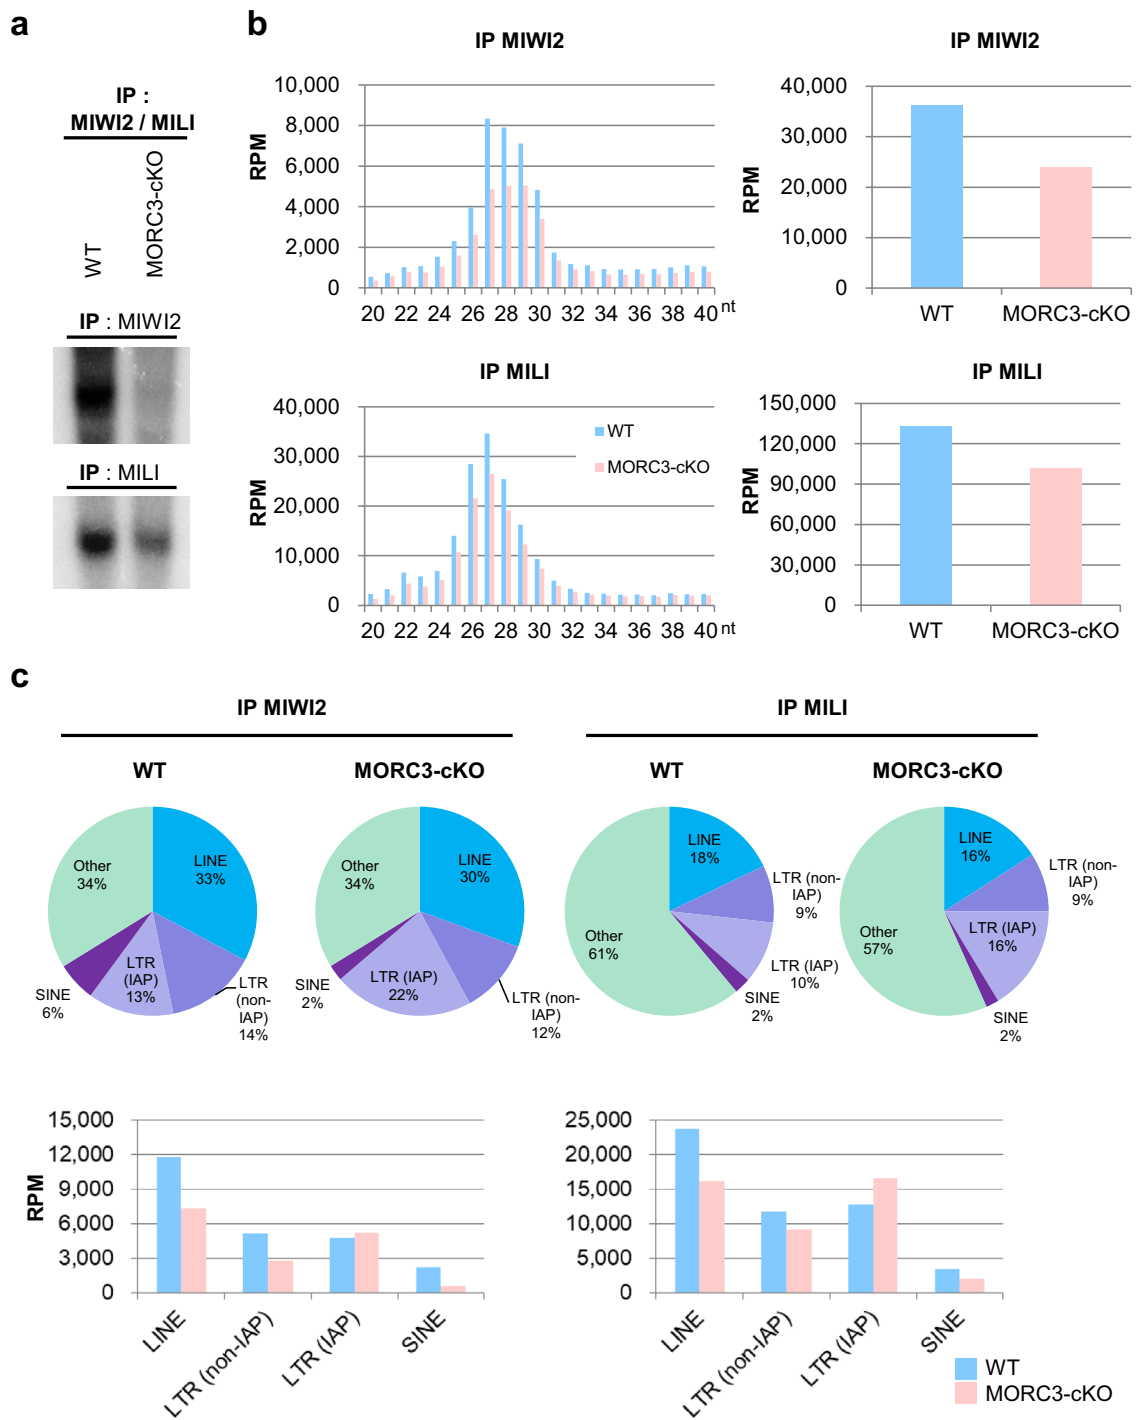 a
IP :
MIWI2 / MILI
WT
MORC3-cKO
IP : MIWI2
IP : MILI
b
IP MIWI2
RPM
10,000
8,000
6,000
4,000
2,000
0
20 22 24 26 28 30 32 34 36 38 40 nt
IP MIWI2
RPM
40,000
30,000
20,000
10,000
0
WT MORC3-cKO
IP MILI
RPM
40,000
30,000
20,000
10,000
0
WT
MORC3-cKO
20 22 24 26 28 30 32 34 36 38 40 nt
IP MILI
RPM
150,000
120,000
90,000
60,000
30,000
0
WT MORC3-cKO
c
IP MIWI2
WT
Other
34%
LINE
33%
LTR
(IAP)
13%
SINE
6%
LTR
(non-
IAP)
14%
MORC3-cKO
Other
34%
LINE
30%
LTR (IAP)
22%
SINE
2%
LTR (non-
IAP)
12%
IP MILI
WT
LINE
18%
LTR (non-
IAP)
9%
Other
61%
LTR (IAP)
10%
SINE
2%
MORC3-cKO
LINE
16%
LTR (non-
IAP)
9%
Other
57%
LTR (IAP)
16%
SINE
2%
RPM
15,000
12,000
9,000
6,000
3,000
0
LINE
LTR (non-IAP)
LTR (IAP)
SINE
25,000
20,000
15,000
10,000
5,000
0
LINE
LTR (non-IAP)
LTR (IAP)
SINE
WT
MORC3-cKO